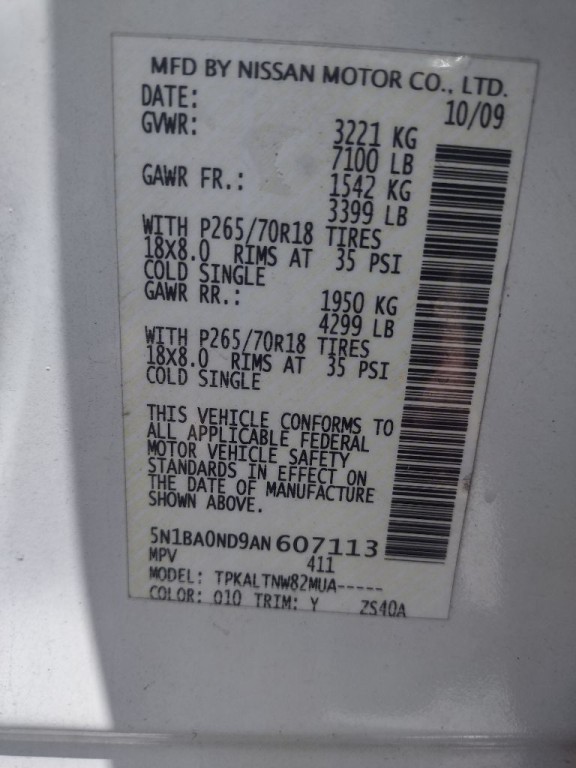 MFD BY NISSAN MOTOR CO., LTD.
DATE: 10/09
GVWR: 3221 KG
7100 LB
GAWR FR.: 1542 KG
3399 LB
WITH P265/70R18 TIRES
18X8.0 RIMS AT 35 PSI
COLD SINGLE
GAWR RR.: 1950 KG
4299 LB
WITH P265/70R18 TIRES
18X8.0 RIMS AT 35 PSI
COLD SINGLE
THIS VEHICLE CONFORMS TO
ALL APPLICABLE FEDERAL
MOTOR VEHICLE SAFETY
STANDARDS IN EFFECT ON
THE DATE OF MANUFACTURE
SHOWN ABOVE.
5N1BA0ND9AN607113
MPV 411
MODEL: TPKALTNW82MUA-----
COLOR: 010 TRIM: Y ZS40A